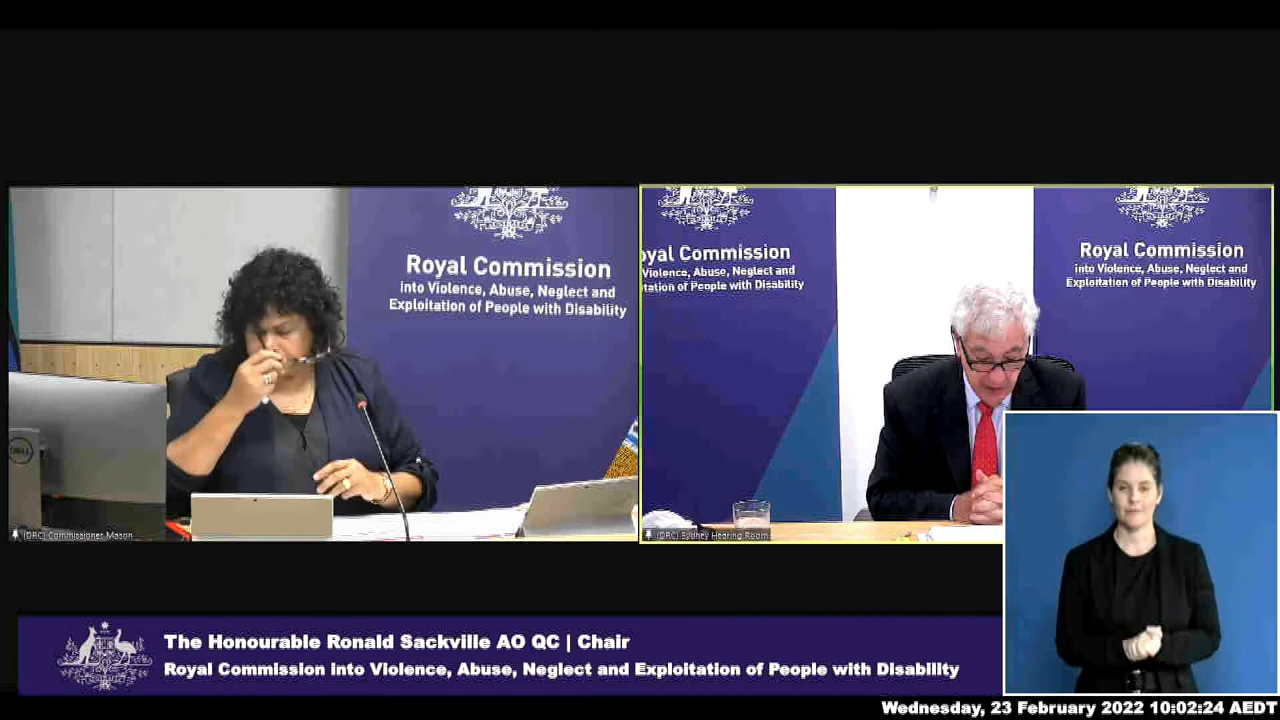 Royal Commission
into Violence, Abuse, Neglect and
Exploitation of People with Disability
oyal Commission
Violence, Abuse, Neglect and
tation of People with Disability
Royal Commission
into Violence, Abuse, Neglect and
Exploitation of People with Disability
DELL
(DRC) Commissioner Mason
(DRC) Sydney Hearing Room
The Honourable Ronald Sackville AO QC | Chair
Royal Commission into Violence, Abuse, Neglect and Exploitation of People with Disability
Wednesday, 23 February 2022 10:02:24 AEDT